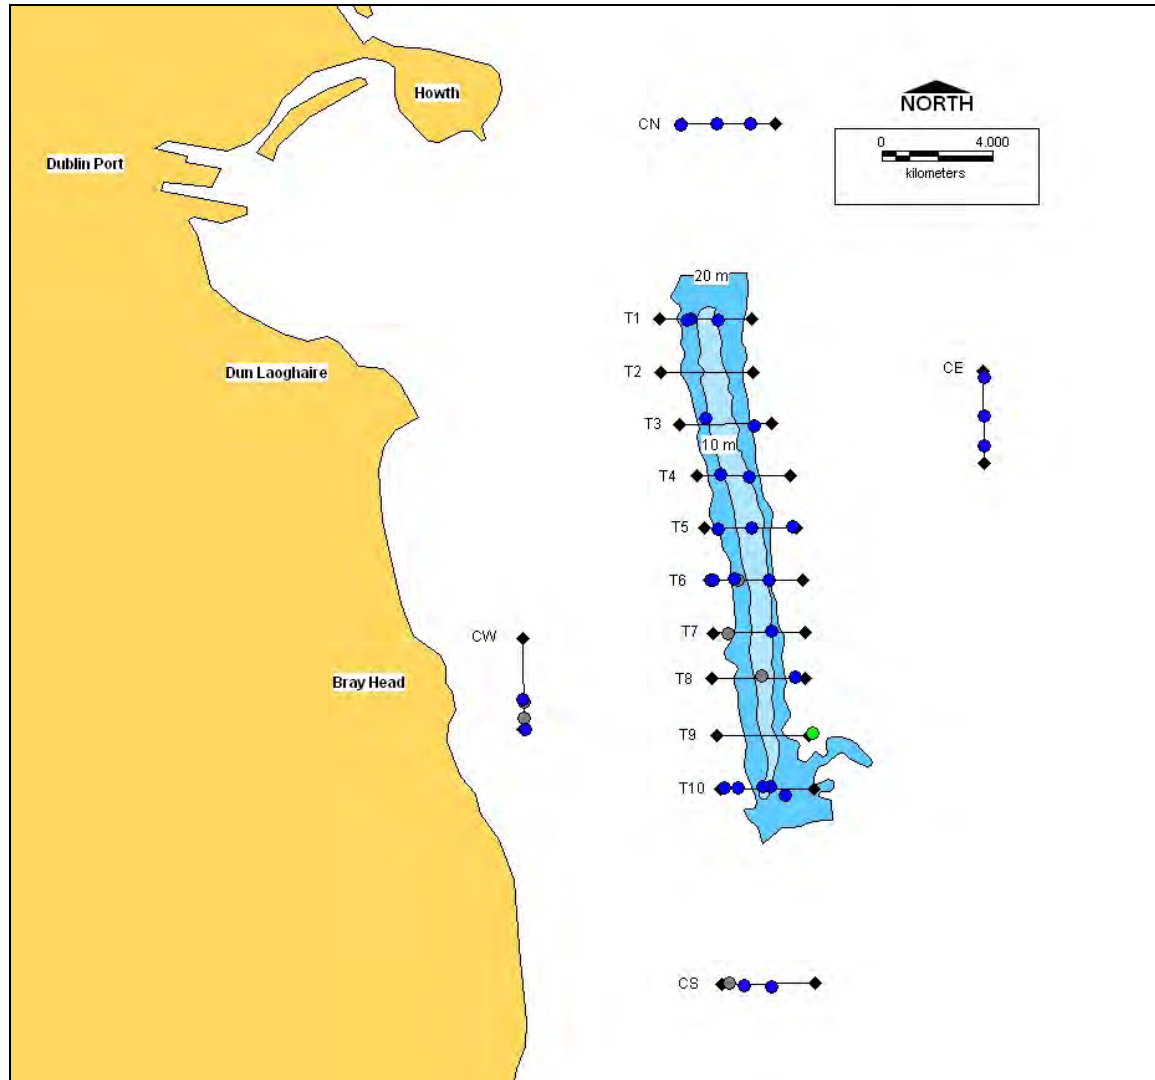 Howth
NORTH
CN
0 4.000
kilometers
Dublin Port
20 m
T1
Dun Laoghaire
T2
CE
T3
10 m
T4
T5
T6
T7
CW
Bray Head
T8
T9
T10
CS